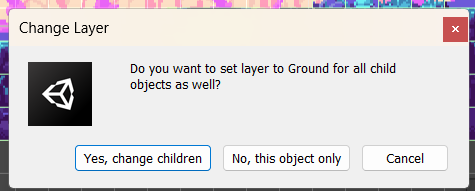 Change Layer
Do you want to set layer to Ground for all child
objects as well?
Yes, change children
No, this object only
Cancel